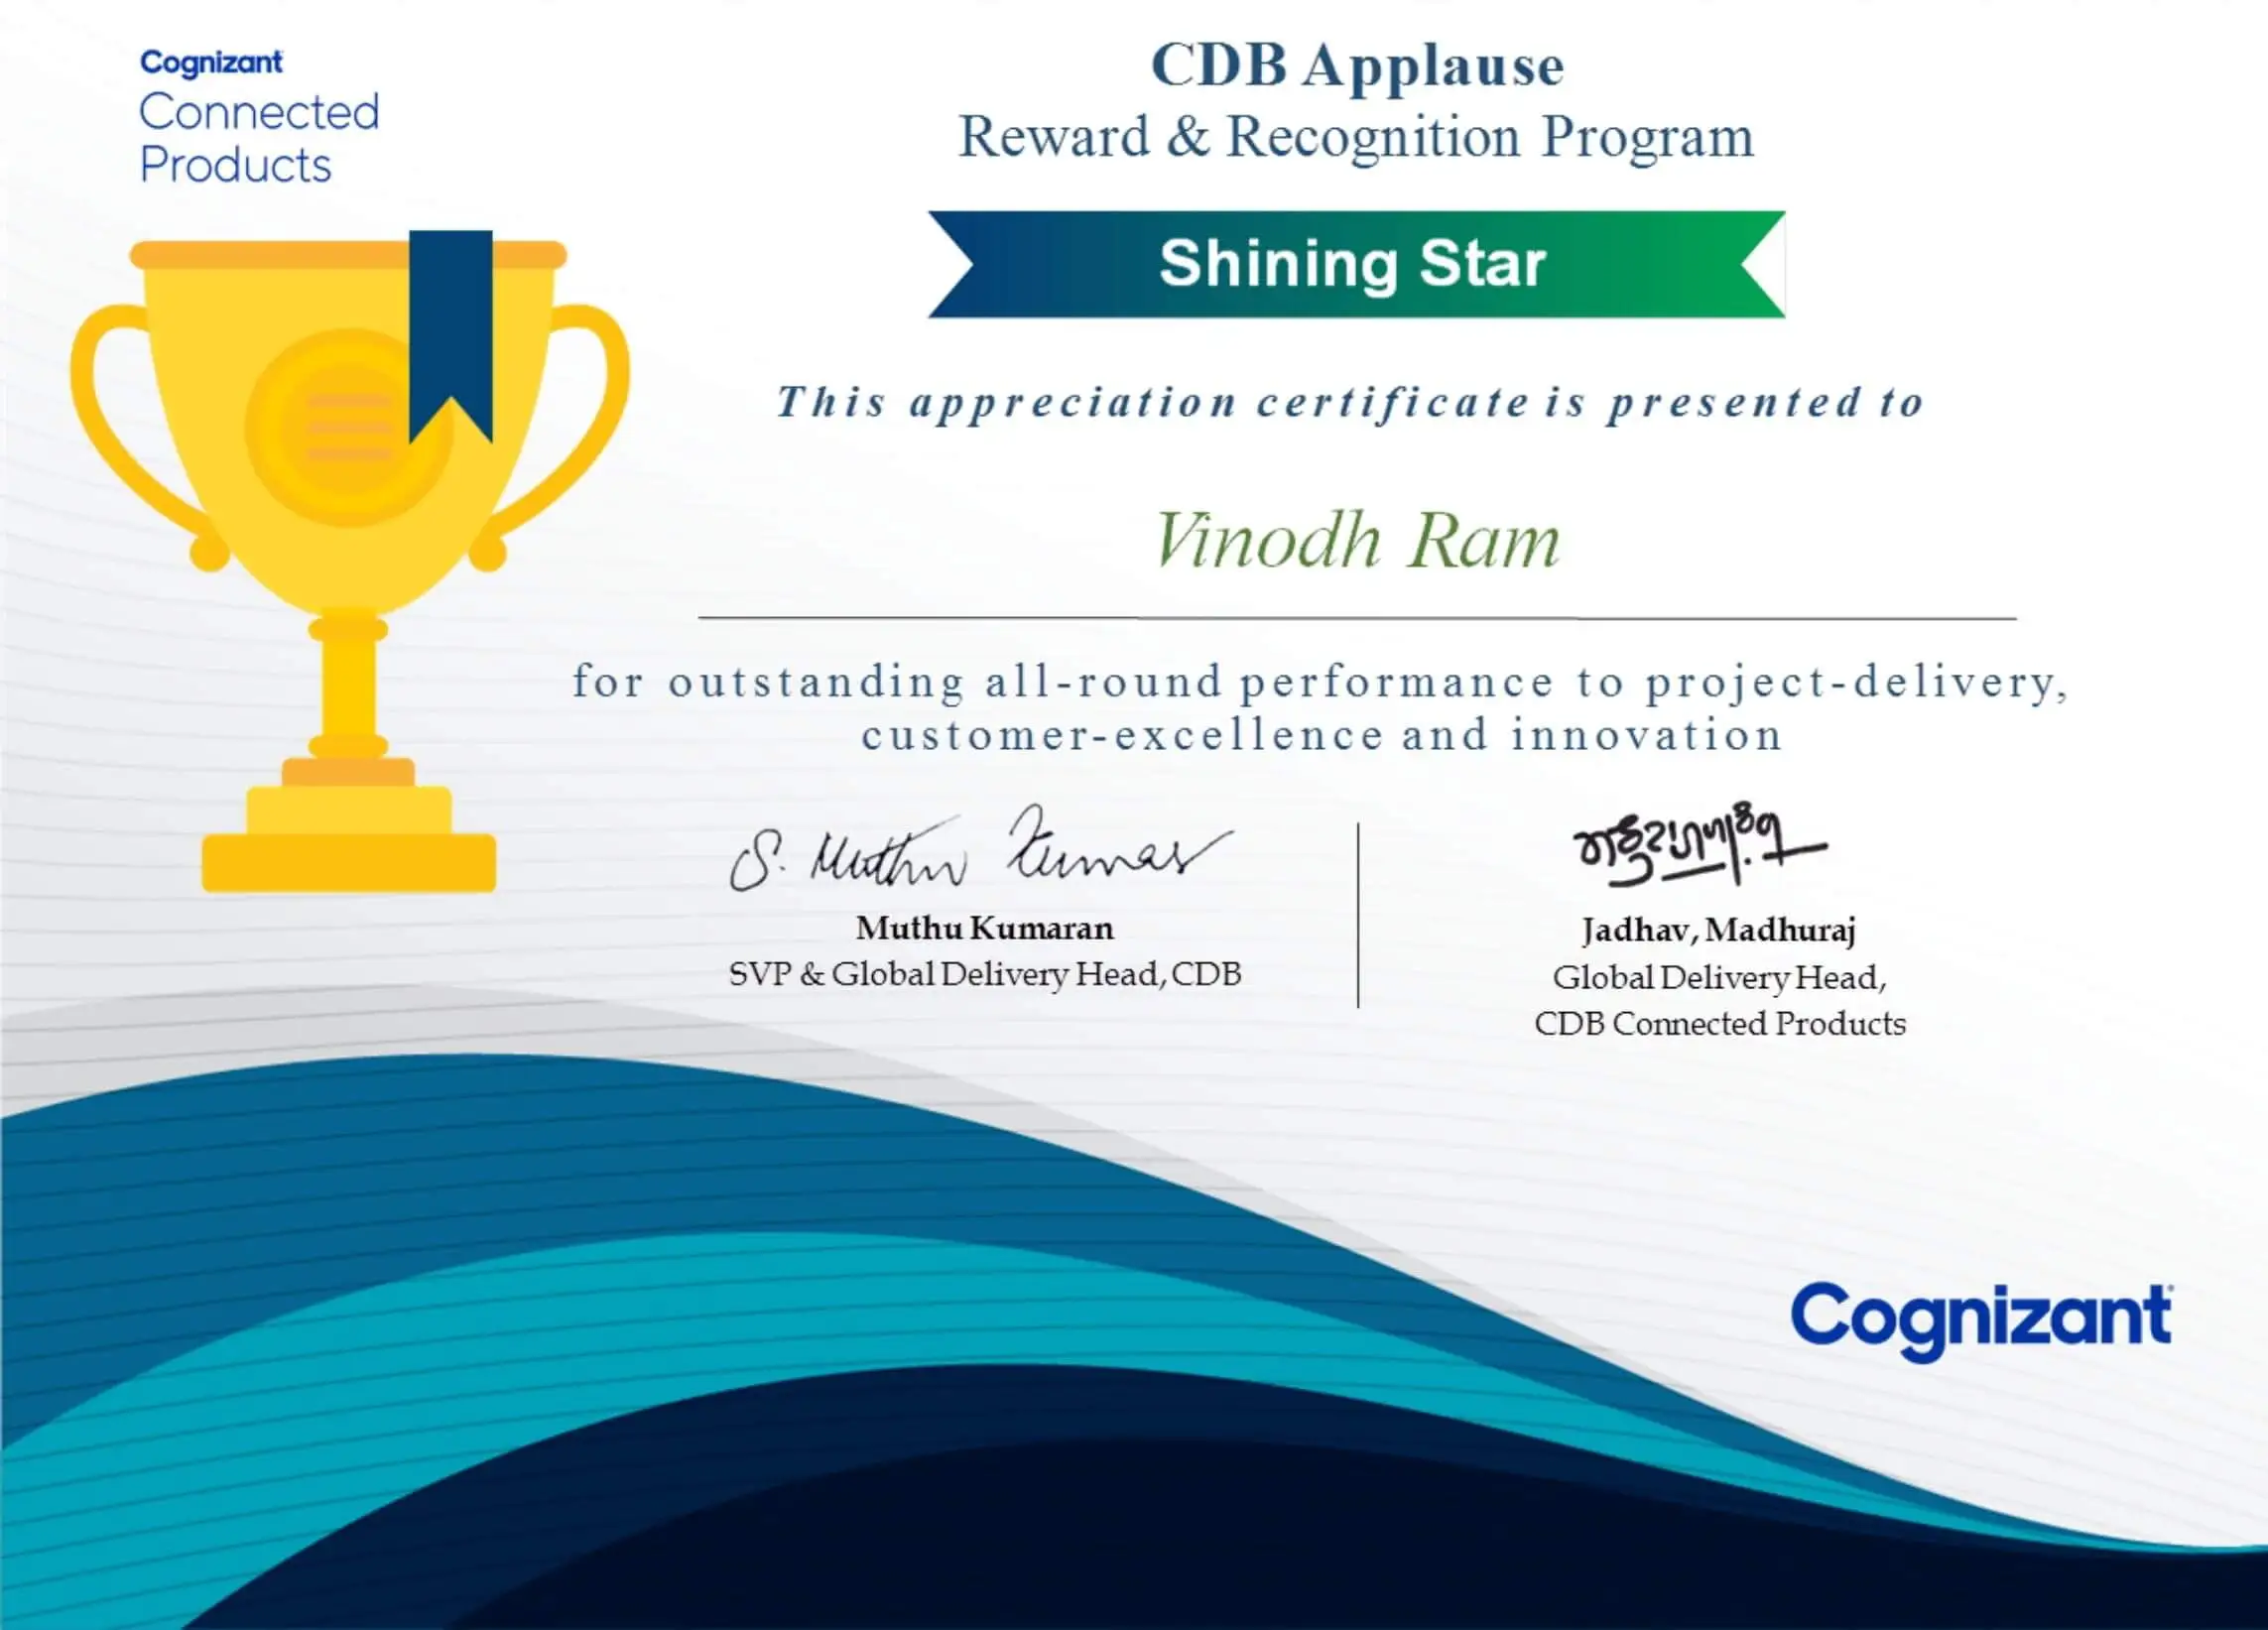 Cognizant
Connected
Products
CDB Applause
Reward & Recognition Program
Shining Star
This appreciation certificate is presented to
Vinodh Ram
for outstanding all-round performance to project-delivery,
customer-excellence and innovation
S. Muthu Kumar
Muthu Kumaran
SVP & Global Delivery Head, CDB
Jadhav, Madhuraj
Global Delivery Head,
CDB Connected Products
Cognizant